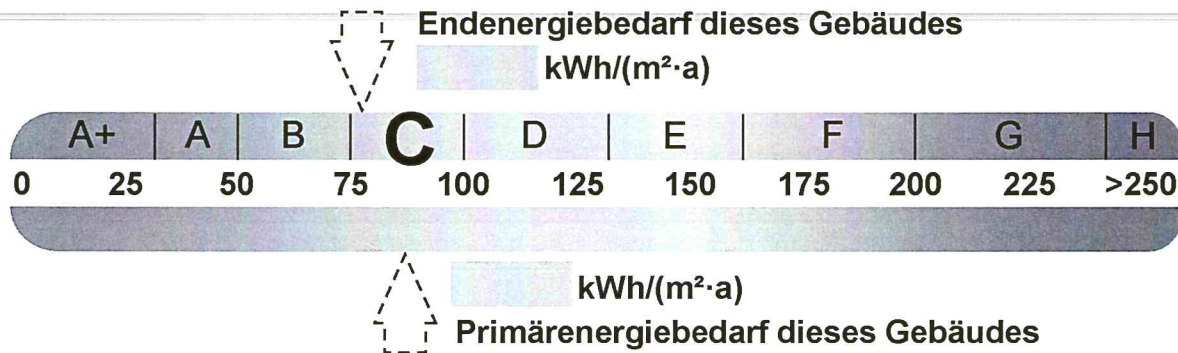 Endenergiebedarf dieses Gebäudes
kWh/(m²·a)
A+ A B C D E F G H
0 25 50 75 100 125 150 175 200 225 >250
kWh/(m²·a)
Primärenergiebedarf dieses Gebäudes